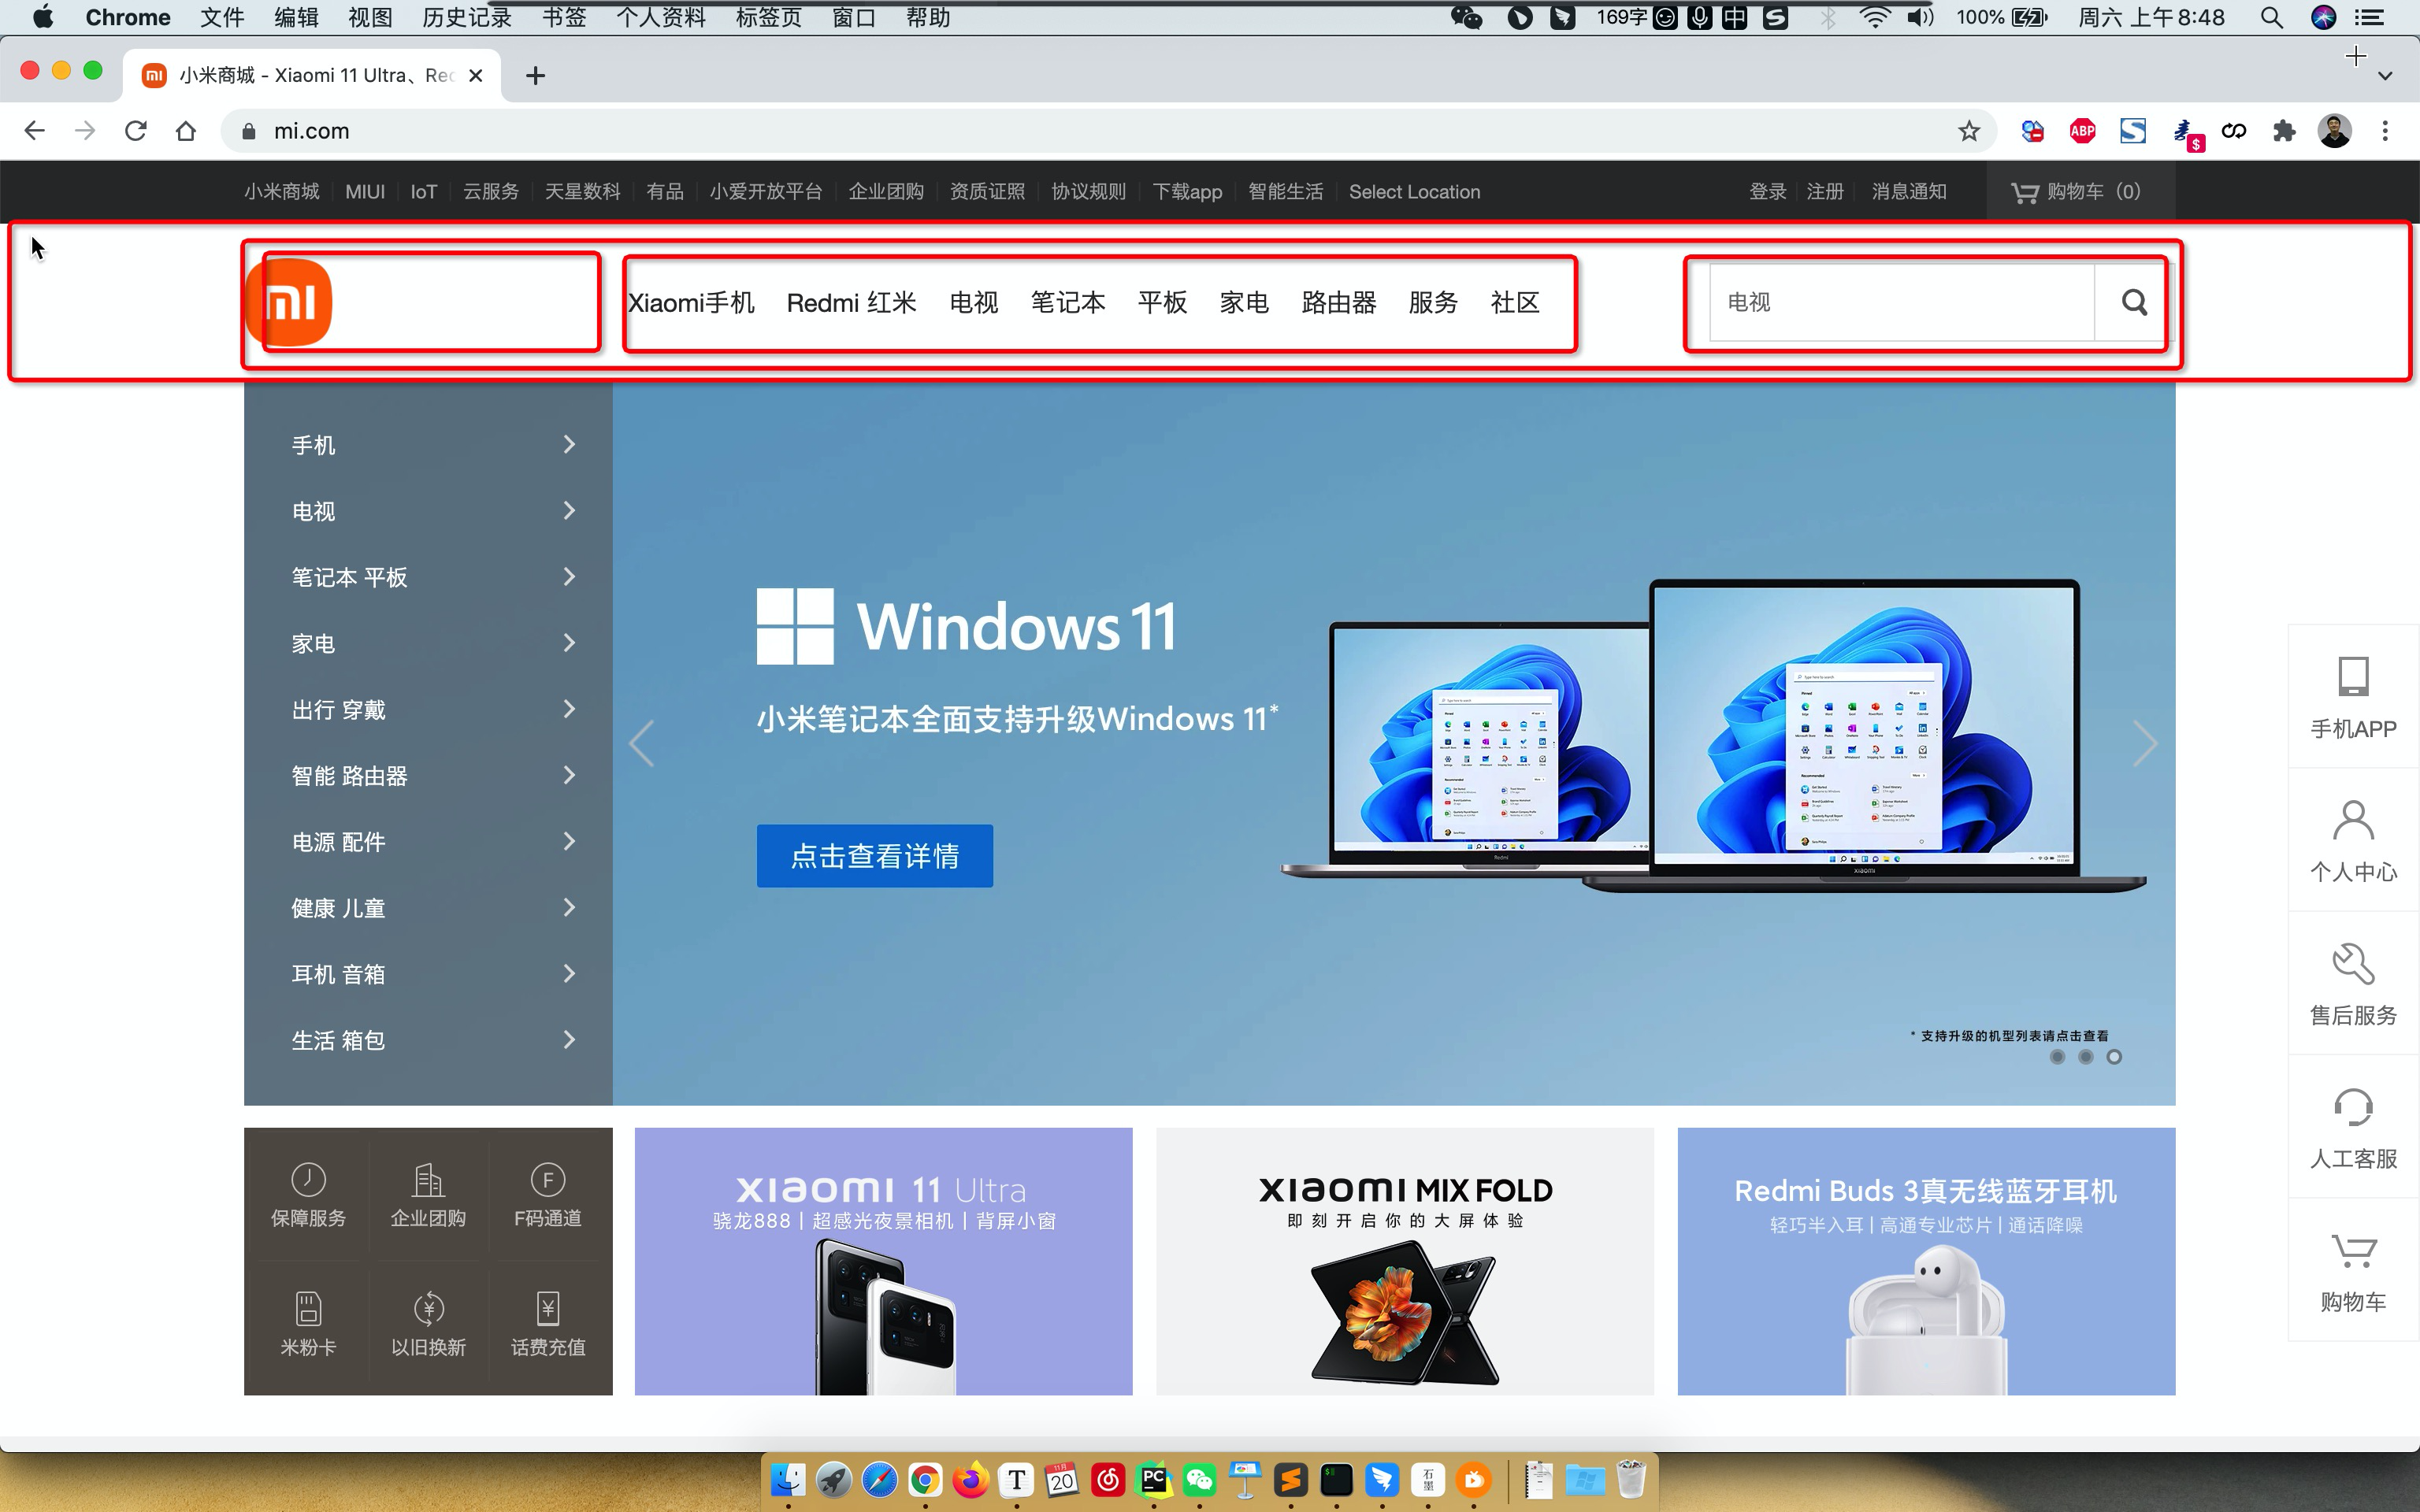 Chrome 文件 编辑 视图 历史记录 书签 个人资料 标签页 窗口 帮助 169字 中 S 100% 周六 上午8:48
小米商城 - Xiaomi 11 Ultra、Rec
mi.com ABP S $
小米商城 MIUI IoT 云服务 天星数科 有品 小爱开放平台 企业团购 资质证照 协议规则 下载app 智能生活 Select Location 登录 注册 消息通知 购物车（0）
Xiaomi手机 Redmi 红米 电视 笔记本 平板 家电 路由器 服务 社区 电视
手机
电视
笔记本 平板
家电
出行 穿戴
智能 路由器
电源 配件
健康 儿童
耳机 音箱
生活 箱包
Windows 11
小米笔记本全面支持升级Windows 11*
点击查看详情
* 支持升级的机型列表请点击查看
手机APP
个人中心
售后服务
人工客服
购物车
保障服务 企业团购 F码通道
米粉卡 以旧换新 话费充值
xiaomi 11 Ultra
骁龙888 | 超感光夜景相机 | 背屏小窗
xiaomi MIX FOLD
即刻开启你的大屏体验
Redmi Buds 3真无线蓝牙耳机
轻巧半入耳 | 高通专业芯片 | 通话降噪
T 11月 20 PC 石墨